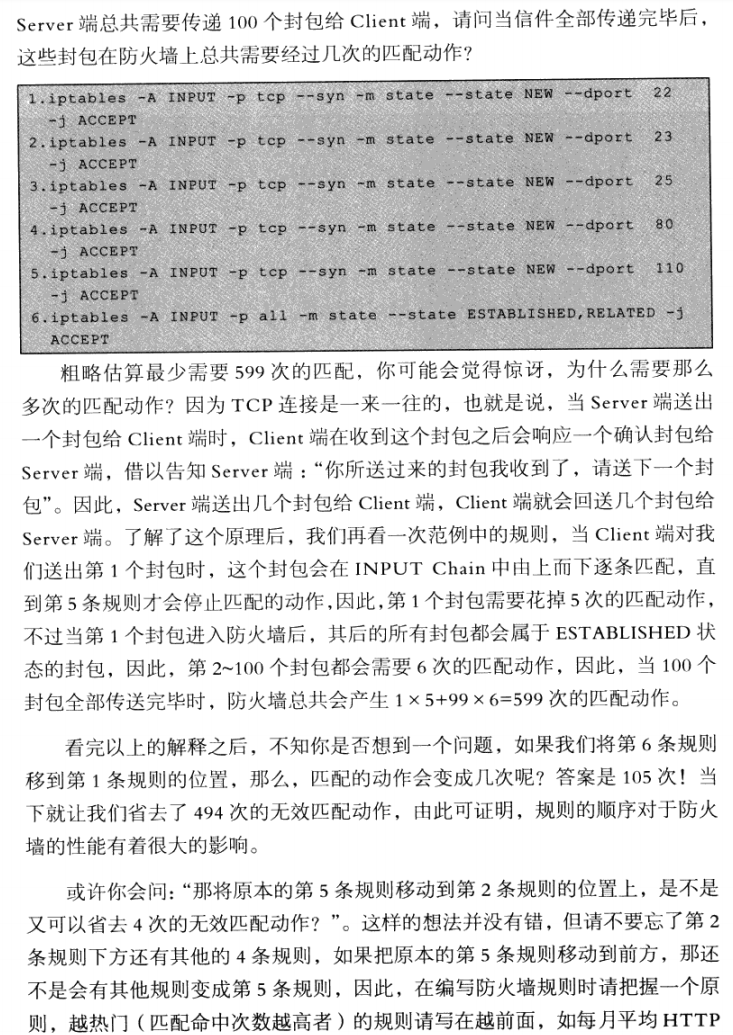 Server 端总共需要传递 100 个封包给 Client 端，请问当信件全部传递完毕后，
这些封包在防火墙上总共需要经过几次的匹配动作？
1.iptables -A INPUT -p tcp --syn -m state --state NEW --dport 22
-j ACCEPT
2.iptables -A INPUT -p tcp --syn -m state --state NEW --dport 23
-j ACCEPT
3.iptables -A INPUT -p tcp --syn -m state --state NEW --dport 25
-j ACCEPT
4.iptables -A INPUT -p tcp --syn -m state --state NEW --dport 80
-j ACCEPT
5.iptables -A INPUT -p tcp --syn -m state --state NEW --dport 110
-j ACCEPT
6.iptables -A INPUT -p all -m state --state ESTABLISHED,RELATED -j
ACCEPT
粗略估算最少需要 599 次的匹配，你可能会觉得惊讶，为什么需要那么
多次的匹配动作？因为 TCP 连接是一来一往的，也就是说，当 Server 端送出
一个封包给 Client 端时，Client 端在收到这个封包之后会响应一个确认封包给
Server 端，借以告知 Server 端：“你所送过来的封包我收到了，请送下一个封
包”。因此，Server 端送出几个封包给 Client 端，Client 端就会回送几个封包给
Server 端。了解了这个原理后，我们再看一次范例中的规则，当 Client 端对我
们送出第 1 个封包时，这个封包会在 INPUT Chain 中由上而下逐条匹配，直
到第 5 条规则才会停止匹配的动作，因此，第 1 个封包需要花掉 5 次的匹配动作，
不过当第 1 个封包进入防火墙后，其后的所有封包都会属于 ESTABLISHED 状
态的封包，因此，第 2~100 个封包都会需要 6 次的匹配动作，因此，当 100 个
封包全部传送完毕时，防火墙总共会产生 1×5+99×6=599 次的匹配动作。
看完以上的解释之后，不知你是否想到一个问题，如果我们将第 6 条规则
移到第 1 条规则的位置，那么，匹配的动作会变成几次呢？答案是 105 次！当
下就让我们省去了 494 次的无效匹配动作，由此可证明，规则的顺序对于防火
墙的性能有着很大的影响。
或许你会问：“那将原本的第 5 条规则移动到第 2 条规则的位置上，是不是
又可以省去 4 次的无效匹配动作？”。这样的想法并没有错，但请不要忘了第 2
条规则下方还有其他的 4 条规则，如果把原本的第 5 条规则移动到前方，那还
不是会有其他规则变成第 5 条规则，因此，在编写防火墙规则时请把握一个原
则，越热门（匹配命中次数越高者）的规则请写在越前面，如每月平均 HTTP